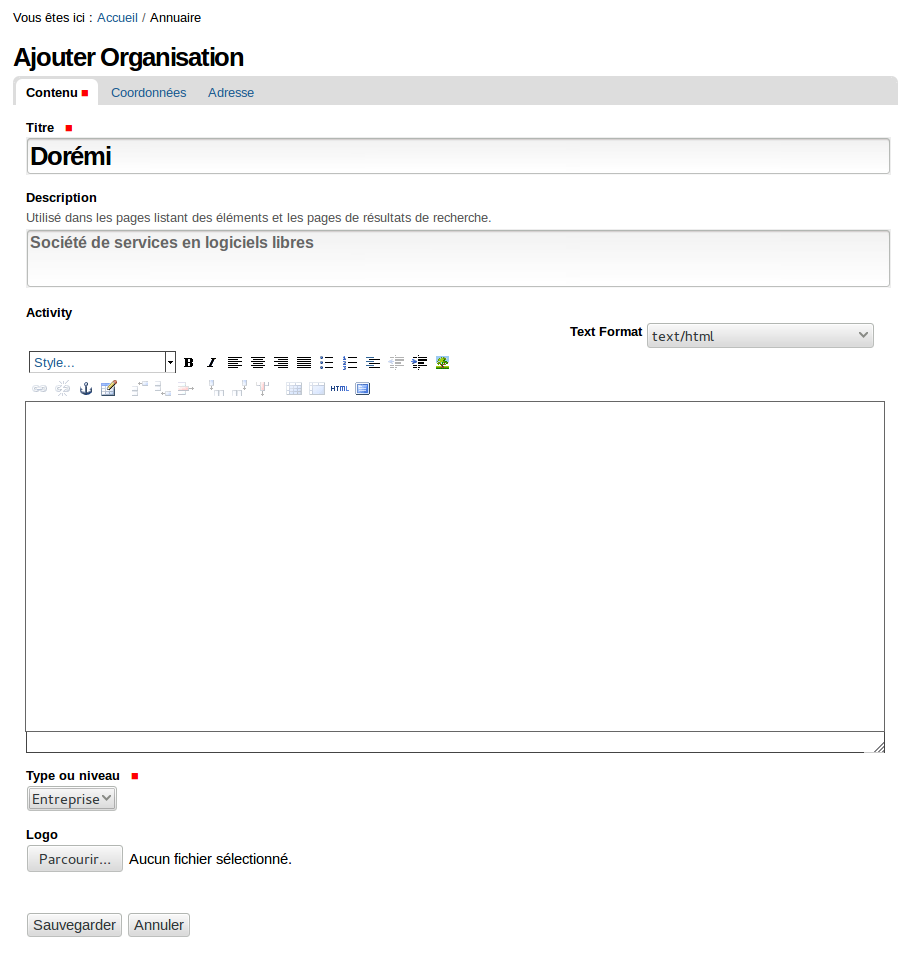 Vous êtes ici : Accueil / Annuaire
Ajouter Organisation
Contenu Coordonnées Adresse
Titre
Dorémi
Description
Utilisé dans les pages listant des éléments et les pages de résultats de recherche.
Société de services en logiciels libres
Activity
Text Format text/html
Style... B I
HTML
Type ou niveau
Entreprise
Logo
Parcourir... Aucun fichier sélectionné.
Sauvegarder Annuler